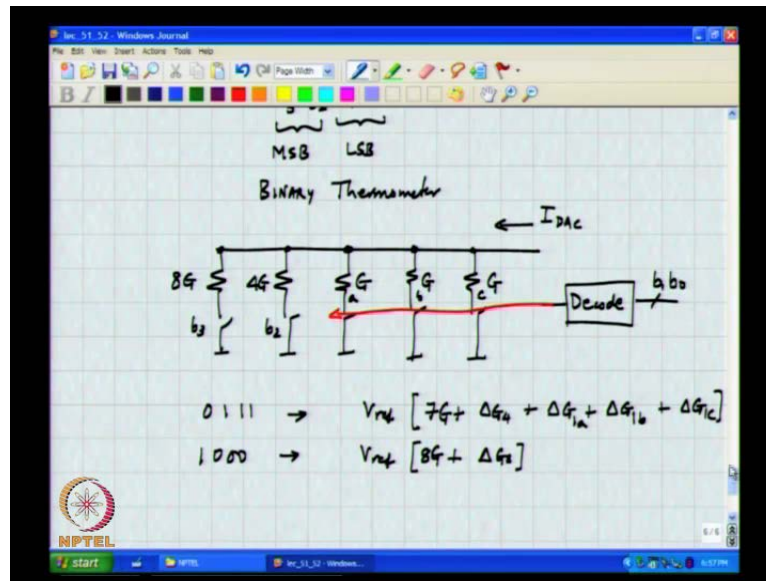 lec_51_52 - Windows Journal
File Edit View Insert Actions Tools Help
Page Width
B I
MSB LSB
BINARY Thermometer
← I_DAC
8G 4G G G G
a b c
b3 b2
Decode b1 b0
0111 → Vref [7G + ΔG4 + ΔG1a + ΔG1b + ΔG1c]
1000 → Vref [8G + ΔG8]
6/6
NPTEL
start NPTEL lec_51_52 - Windows... 6:57 PM